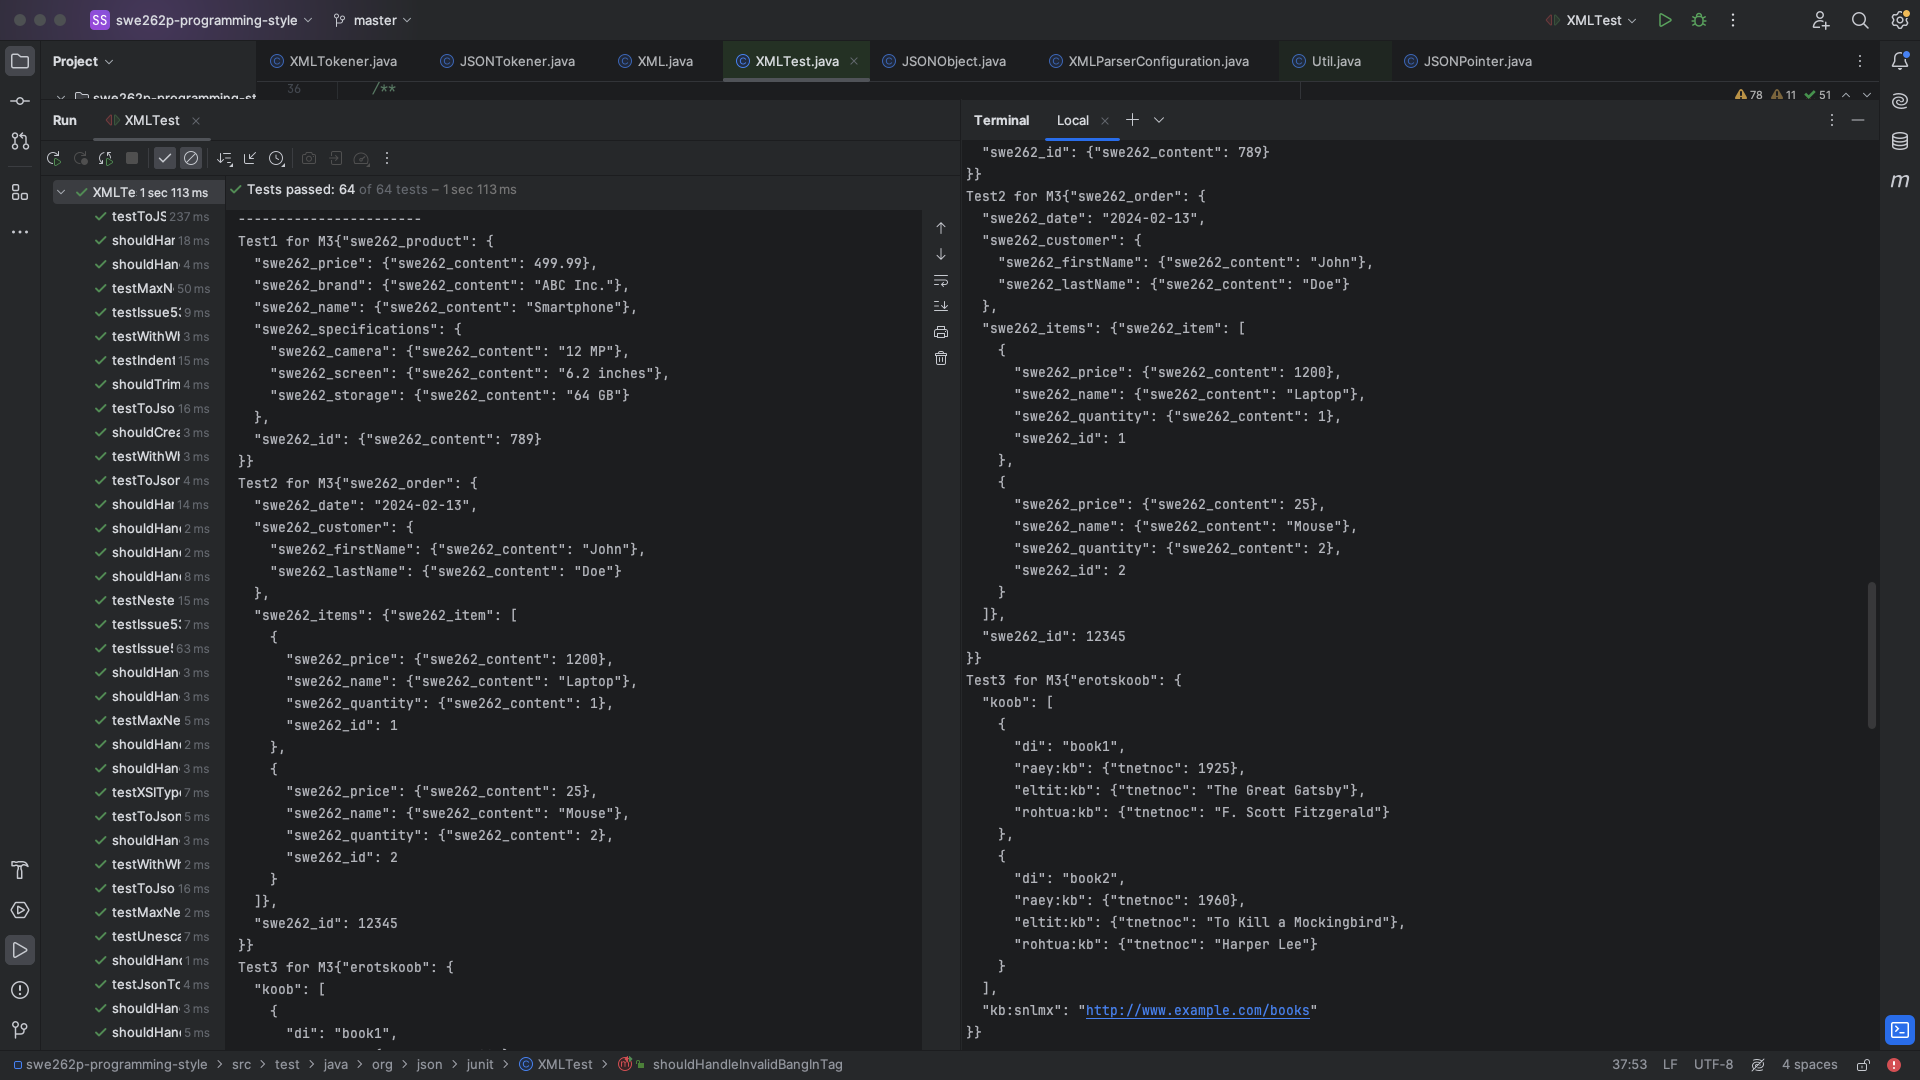 SS swe262p-programming-style master XMLTest
Project
XMLTokener.java JSONTokener.java XML.java XMLTest.java JSONObject.java XMLParserConfiguration.java Util.java JSONPointer.java
swe262p-programming-st
36 /**
78 11 51
Run XMLTest
Terminal Local
XMLTe 1 sec 113 ms
Tests passed: 64 of 64 tests – 1 sec 113 ms
testToJS 237 ms
shouldHar 18 ms
shouldHan 4 ms
testMaxN 50 ms
testIssue53 9 ms
testWithWh 3 ms
testIndent 15 ms
shouldTrim 4 ms
testToJso 16 ms
shouldCrea 3 ms
testWithWh 3 ms
testToJson 4 ms
shouldHar 14 ms
shouldHan 2 ms
shouldHan 2 ms
shouldHan 8 ms
testNeste 15 ms
testIssue53 7 ms
testIssue5 63 ms
shouldHan 3 ms
shouldHan 3 ms
testMaxNe 5 ms
shouldHan 2 ms
shouldHan 3 ms
testXSIType 7 ms
testToJson 5 ms
shouldHan 3 ms
testWithWh 2 ms
testToJso 16 ms
testMaxNe 2 ms
testUnesca 7 ms
shouldHand 1 ms
testJsonTo 4 ms
shouldHan 3 ms
shouldHan 5 ms
-----------------------
Test1 for M3{"swe262_product": {
"swe262_price": {"swe262_content": 499.99},
"swe262_brand": {"swe262_content": "ABC Inc."},
"swe262_name": {"swe262_content": "Smartphone"},
"swe262_specifications": {
"swe262_camera": {"swe262_content": "12 MP"},
"swe262_screen": {"swe262_content": "6.2 inches"},
"swe262_storage": {"swe262_content": "64 GB"}
},
"swe262_id": {"swe262_content": 789}
}}
Test2 for M3{"swe262_order": {
"swe262_date": "2024-02-13",
"swe262_customer": {
"swe262_firstName": {"swe262_content": "John"},
"swe262_lastName": {"swe262_content": "Doe"}
},
"swe262_items": {"swe262_item": [
{
"swe262_price": {"swe262_content": 1200},
"swe262_name": {"swe262_content": "Laptop"},
"swe262_quantity": {"swe262_content": 1},
"swe262_id": 1
},
{
"swe262_price": {"swe262_content": 25},
"swe262_name": {"swe262_content": "Mouse"},
"swe262_quantity": {"swe262_content": 2},
"swe262_id": 2
}
]},
"swe262_id": 12345
}}
Test3 for M3{"erotskoob": {
"koob": [
{
"di": "book1",
"swe262_id": {"swe262_content": 789}
}}
Test2 for M3{"swe262_order": {
"swe262_date": "2024-02-13",
"swe262_customer": {
"swe262_firstName": {"swe262_content": "John"},
"swe262_lastName": {"swe262_content": "Doe"}
},
"swe262_items": {"swe262_item": [
{
"swe262_price": {"swe262_content": 1200},
"swe262_name": {"swe262_content": "Laptop"},
"swe262_quantity": {"swe262_content": 1},
"swe262_id": 1
},
{
"swe262_price": {"swe262_content": 25},
"swe262_name": {"swe262_content": "Mouse"},
"swe262_quantity": {"swe262_content": 2},
"swe262_id": 2
}
]},
"swe262_id": 12345
}}
Test3 for M3{"erotskoob": {
"koob": [
{
"di": "book1",
"raey:kb": {"tnetnoc": 1925},
"eltit:kb": {"tnetnoc": "The Great Gatsby"},
"rohtua:kb": {"tnetnoc": "F. Scott Fitzgerald"}
},
{
"di": "book2",
"raey:kb": {"tnetnoc": 1960},
"eltit:kb": {"tnetnoc": "To Kill a Mockingbird"},
"rohtua:kb": {"tnetnoc": "Harper Lee"}
}
],
"kb:snlmx": "http://www.example.com/books"
}}
m
swe262p-programming-style > src > test > java > org > json > junit > XMLTest > shouldHandleInvalidBangInTag
37:53 LF UTF-8 4 spaces